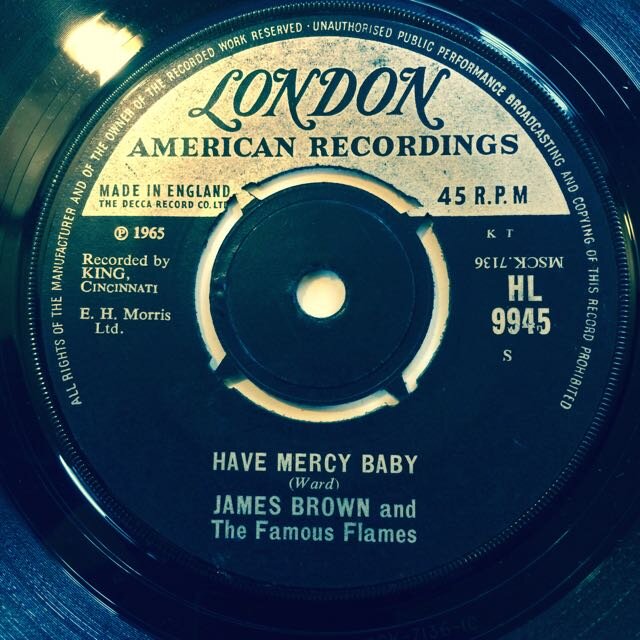 ALL RIGHTS OF THE MANUFACTURER AND OF THE OWNER OF THE RECORDED WORK RESERVED · UNAUTHORISED PUBLIC PERFORMANCE BROADCASTING AND COPYING OF THIS RECORD PROHIBITED
LONDON
AMERICAN RECORDINGS
MADE IN ENGLAND
THE DECCA RECORD CO. LTD
45 R.P.M
℗ 1965
K T
Recorded by
KING,
CINCINNATI
MSCK.7136
HL
9945
E. H. Morris
Ltd.
S
HAVE MERCY BABY
(Ward)
JAMES BROWN and
The Famous Flames